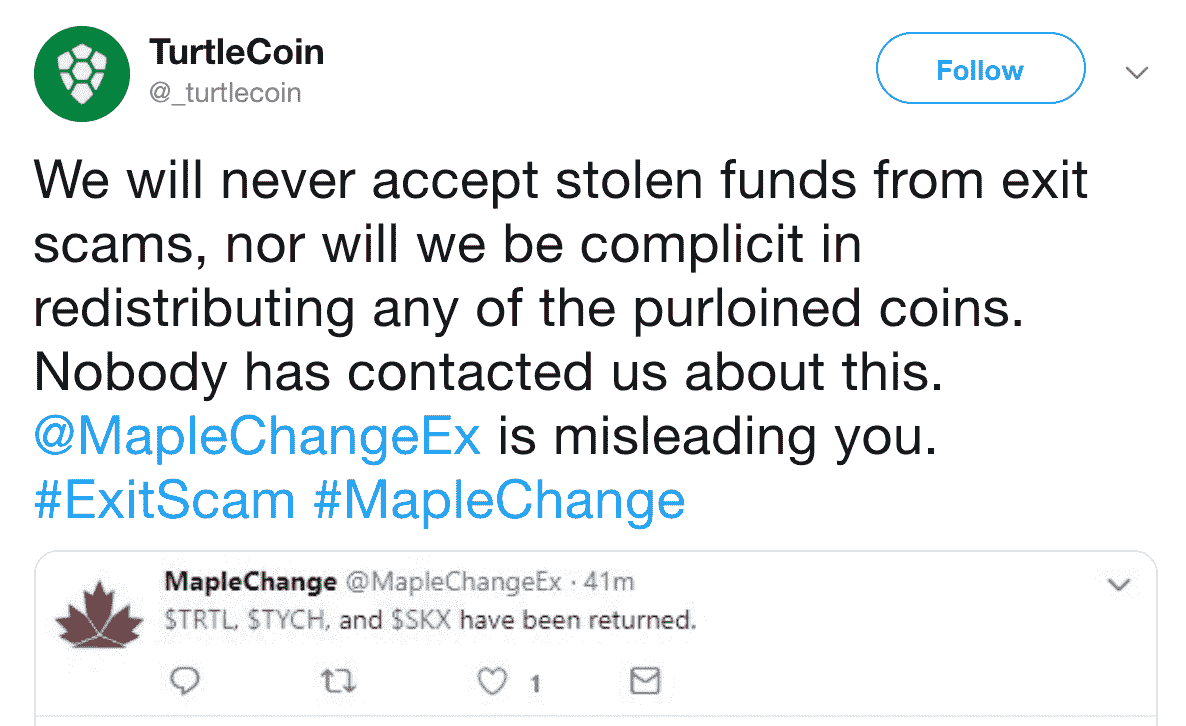 TurtleCoin
@_turtlecoin
Follow
We will never accept stolen funds from exit
scams, nor will we be complicit in
redistributing any of the purloined coins.
Nobody has contacted us about this.
@MapleChangeEx is misleading you.
#ExitScam #MapleChange
MapleChange @MapleChangeEx · 41m
$TRTL, $TYCH, and $SKX have been returned.
1